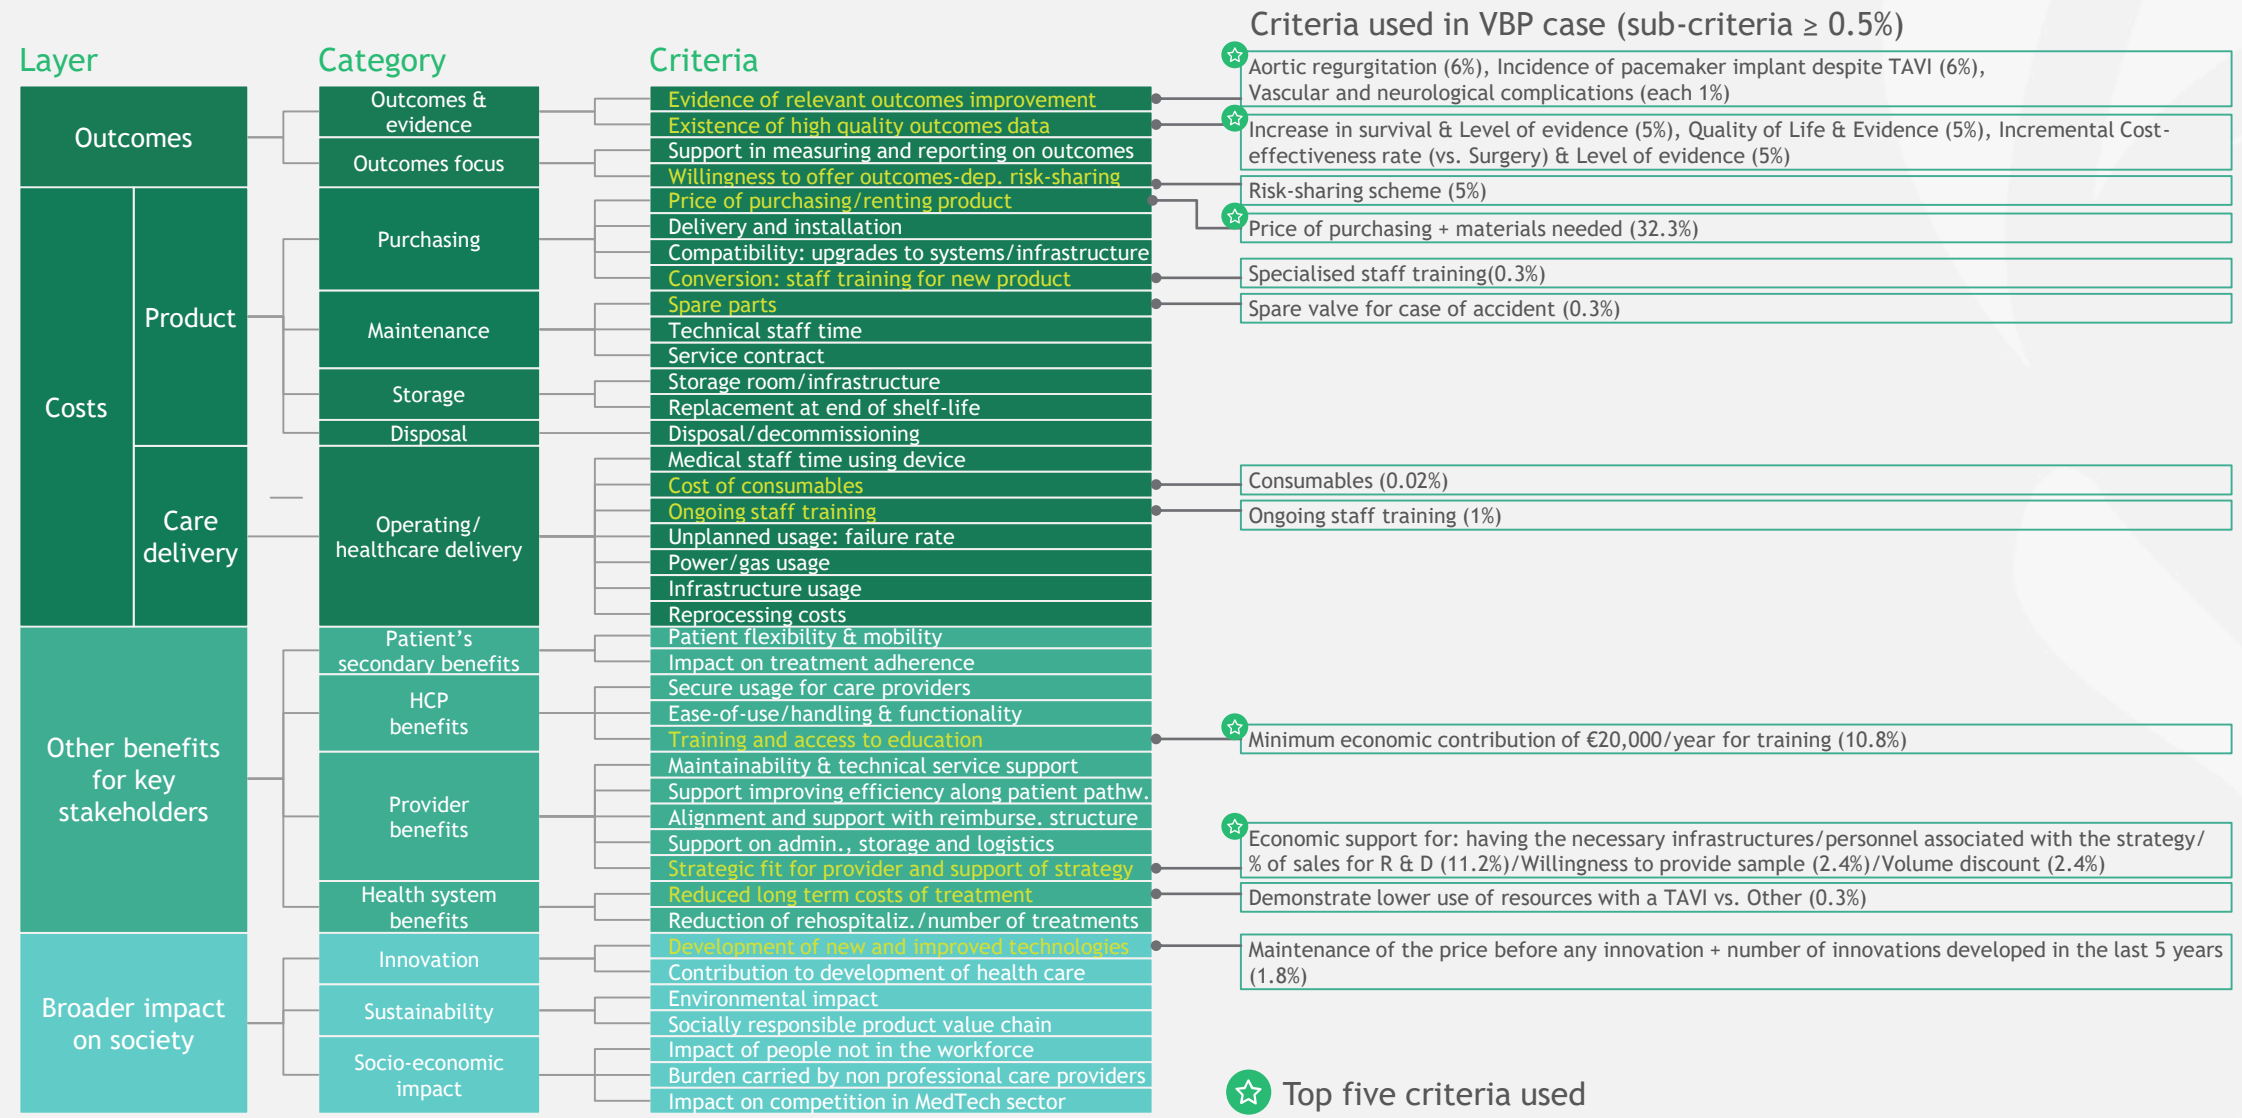 Criteria used in VBP case (sub-criteria ≥ 0.5%)
Layer
Category
Criteria
Outcomes
Costs
Product
Care
delivery
Other benefits
for key
stakeholders
Broader impact
on society
Outcomes &
evidence
Outcomes focus
Purchasing
Maintenance
Storage
Disposal
Operating/
healthcare delivery
Patient's
secondary benefits
HCP
benefits
Provider
benefits
Health system
benefits
Innovation
Sustainability
Socio-economic
impact
Evidence of relevant outcomes improvement
Existence of high quality outcomes data
Support in measuring and reporting on outcomes
Willingness to offer outcomes-dep. risk-sharing
Price of purchasing/renting product
Delivery and installation
Compatibility: upgrades to systems/infrastructure
Conversion: staff training for new product
Spare parts
Technical staff time
Service contract
Storage room/infrastructure
Replacement at end of shelf-life
Disposal/decommissioning
Medical staff time using device
Cost of consumables
Ongoing staff training
Unplanned usage: failure rate
Power/gas usage
Infrastructure usage
Reprocessing costs
Patient flexibility & mobility
Impact on treatment adherence
Secure usage for care providers
Ease-of-use/handling & functionality
Training and access to education
Maintainability & technical service support
Support improving efficiency along patient pathw.
Alignment and support with reimburse. structure
Support on admin., storage and logistics
Strategic fit for provider and support of strategy
Reduced long term costs of treatment
Reduction of rehospitaliz./number of treatments
Development of new and improved technologies
Contribution to development of health care
Environmental impact
Socially responsible product value chain
Impact of people not in the workforce
Burden carried by non professional care providers
Impact on competition in MedTech sector
Aortic regurgitation (6%), Incidence of pacemaker implant despite TAVI (6%),
Vascular and neurological complications (each 1%)
Increase in survival & Level of evidence (5%), Quality of Life & Evidence (5%), Incremental Cost-
effectiveness rate (vs. Surgery) & Level of evidence (5%)
Risk-sharing scheme (5%)
Price of purchasing + materials needed (32.3%)
Specialised staff training(0.3%)
Spare valve for case of accident (0.3%)
Consumables (0.02%)
Ongoing staff training (1%)
Minimum economic contribution of €20,000/year for training (10.8%)
Economic support for: having the necessary infrastructures/personnel associated with the strategy/
% of sales for R & D (11.2%)/Willingness to provide sample (2.4%)/Volume discount (2.4%)
Demonstrate lower use of resources with a TAVI vs. Other (0.3%)
Maintenance of the price before any innovation + number of innovations developed in the last 5 years
(1.8%)
Top five criteria used